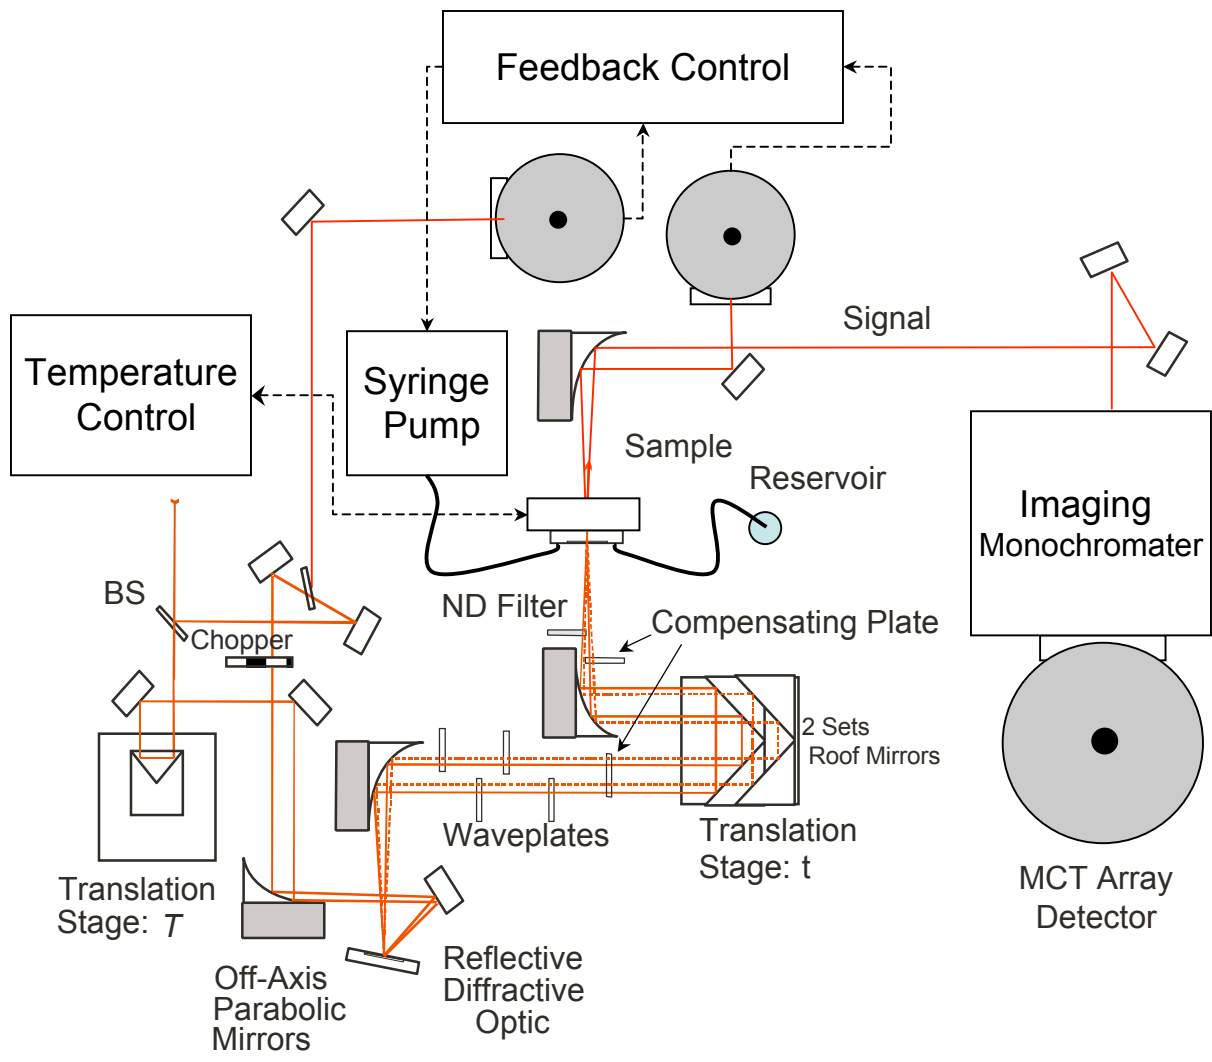 Feedback Control
Signal
Temperature
Control
Syringe
Pump
Sample
Reservoir
Imaging
Monochromater
BS
Chopper
ND Filter
Compensating Plate
2 Sets
Roof Mirrors
Waveplates
Translation
Stage: t
Translation
Stage: T
MCT Array
Detector
Off-Axis
Parabolic
Mirrors
Reflective
Diffractive
Optic